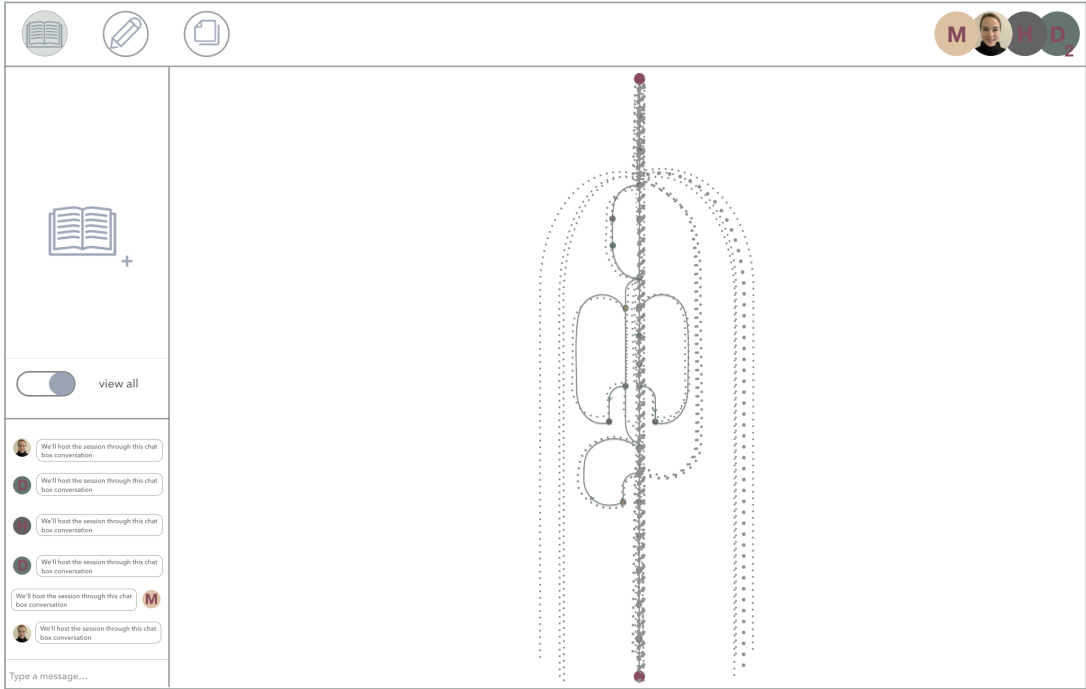 M H D
2
view all
We'll host the session through this chat
box conversation
D
We'll host the session through this chat
box conversation
H
We'll host the session through this chat
box conversation
D
We'll host the session through this chat
box conversation
We'll host the session through this chat
box conversation
M
We'll host the session through this chat
box conversation
Type a message...